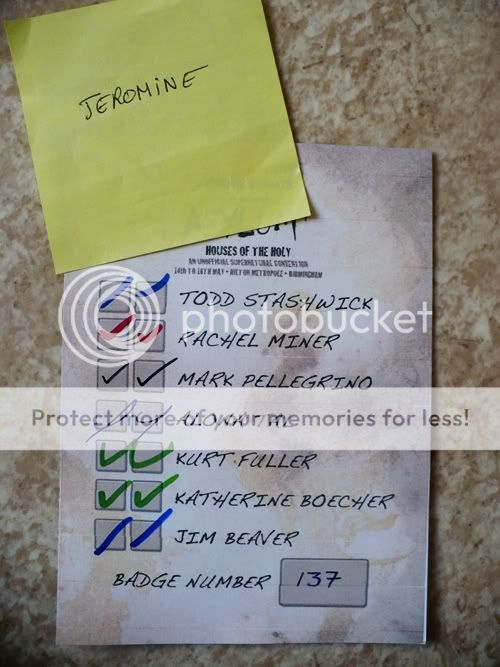 JEROMINE
HOUSES OF THE HOLY
AN UNOFFICIAL SUPERNATURAL CONVENTION
14TH TO 16TH MAY • HILTON METROPOLE • BIRMINGHAM
TODD STASHWICK
photobucket
RACHEL MINER
MARK PELLEGRINO
Protect more of your memories for less!
KURT FULLER
KATHERINE BOECHER
JIM BEAVER
BADGE NUMBER 137